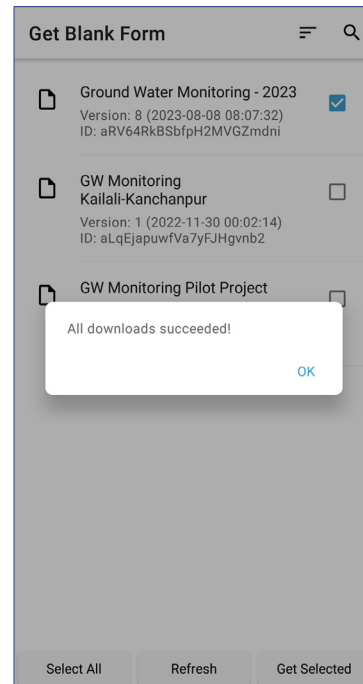 Get Blank Form
Ground Water Monitoring - 2023
Version: 8 (2023-08-08 08:07:32)
ID: aRV64RkBSbfpH2MVGZmdni
GW Monitoring
Kailali-Kanchanpur
Version: 1 (2022-11-30 00:02:14)
ID: aLqEjapuwfVa7yFJHgvnb2
GW Monitoring Pilot Project
All downloads succeeded!
OK
Select All
Refresh
Get Selected